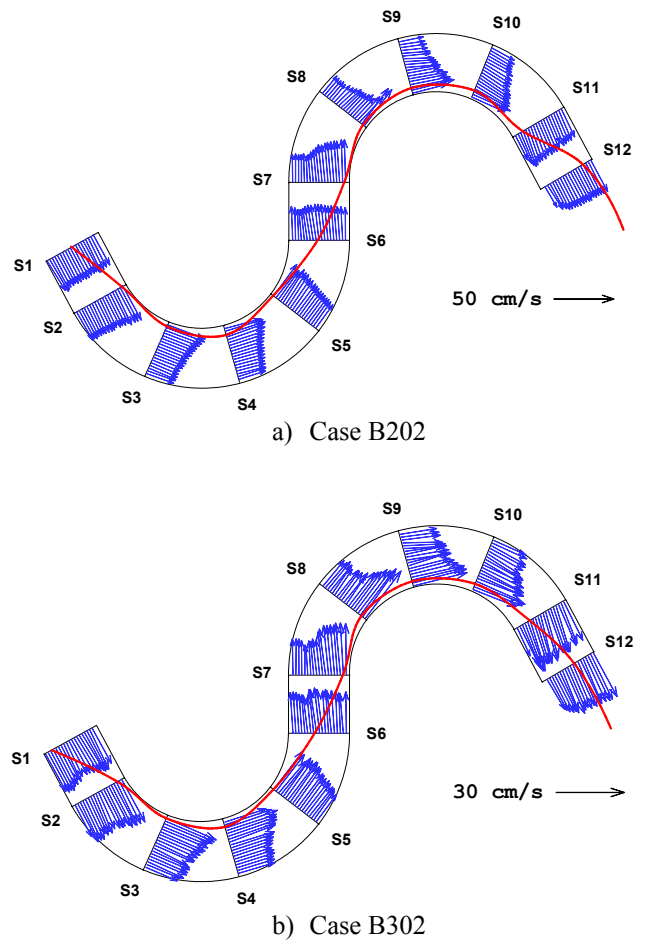 S9
S10
S8
S11
S12
S7
S6
S1
50 cm/s
S2
S5
S3
S4
a) Case B202
S9
S10
S8
S11
S12
S7
S6
S1
30 cm/s
S2
S5
S3
S4
b) Case B302